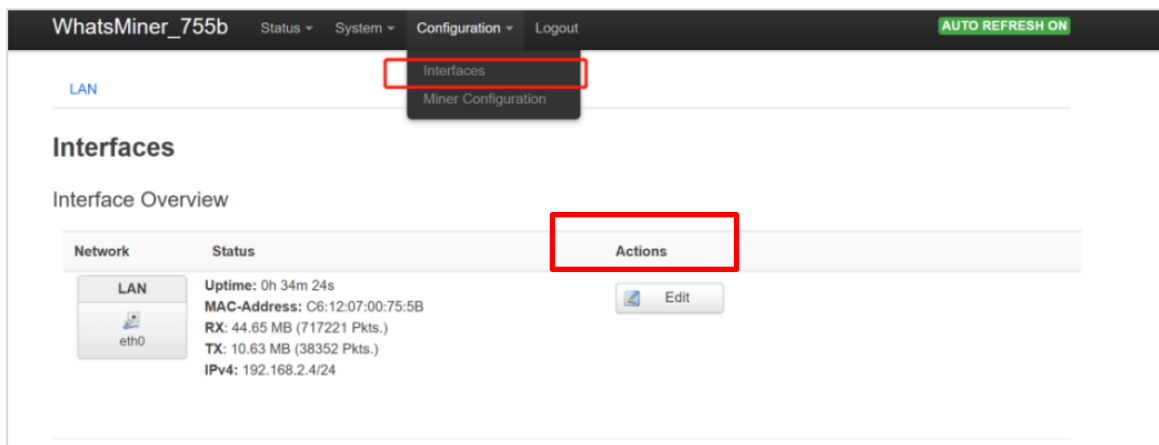 WhatsMiner_755b Status System Configuration Logout AUTO REFRESH ON
Interfaces
Miner Configuration
LAN
Interfaces
Interface Overview
Network Status Actions
LAN
eth0
Uptime: 0h 34m 24s
MAC-Address: C6:12:07:00:75:5B
RX: 44.65 MB (717221 Pkts.)
TX: 10.63 MB (38352 Pkts.)
IPv4: 192.168.2.4/24
Edit